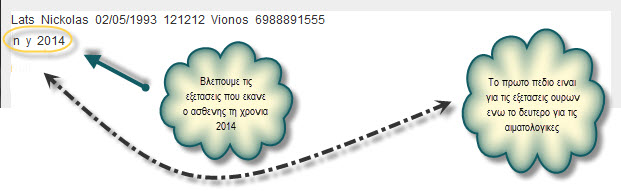 Lats Nickolas 02/05/1993 121212 Vionos 6988891555
n y 2014
Βλεπουμε τις
εξετασεις που εκανε
ο ασθενης τη χρονια
2014
Το πρωτο πεδιο ειναι
για τις εξετασεις ουρων
ενω το δευτερο για τις
αιματολογικες